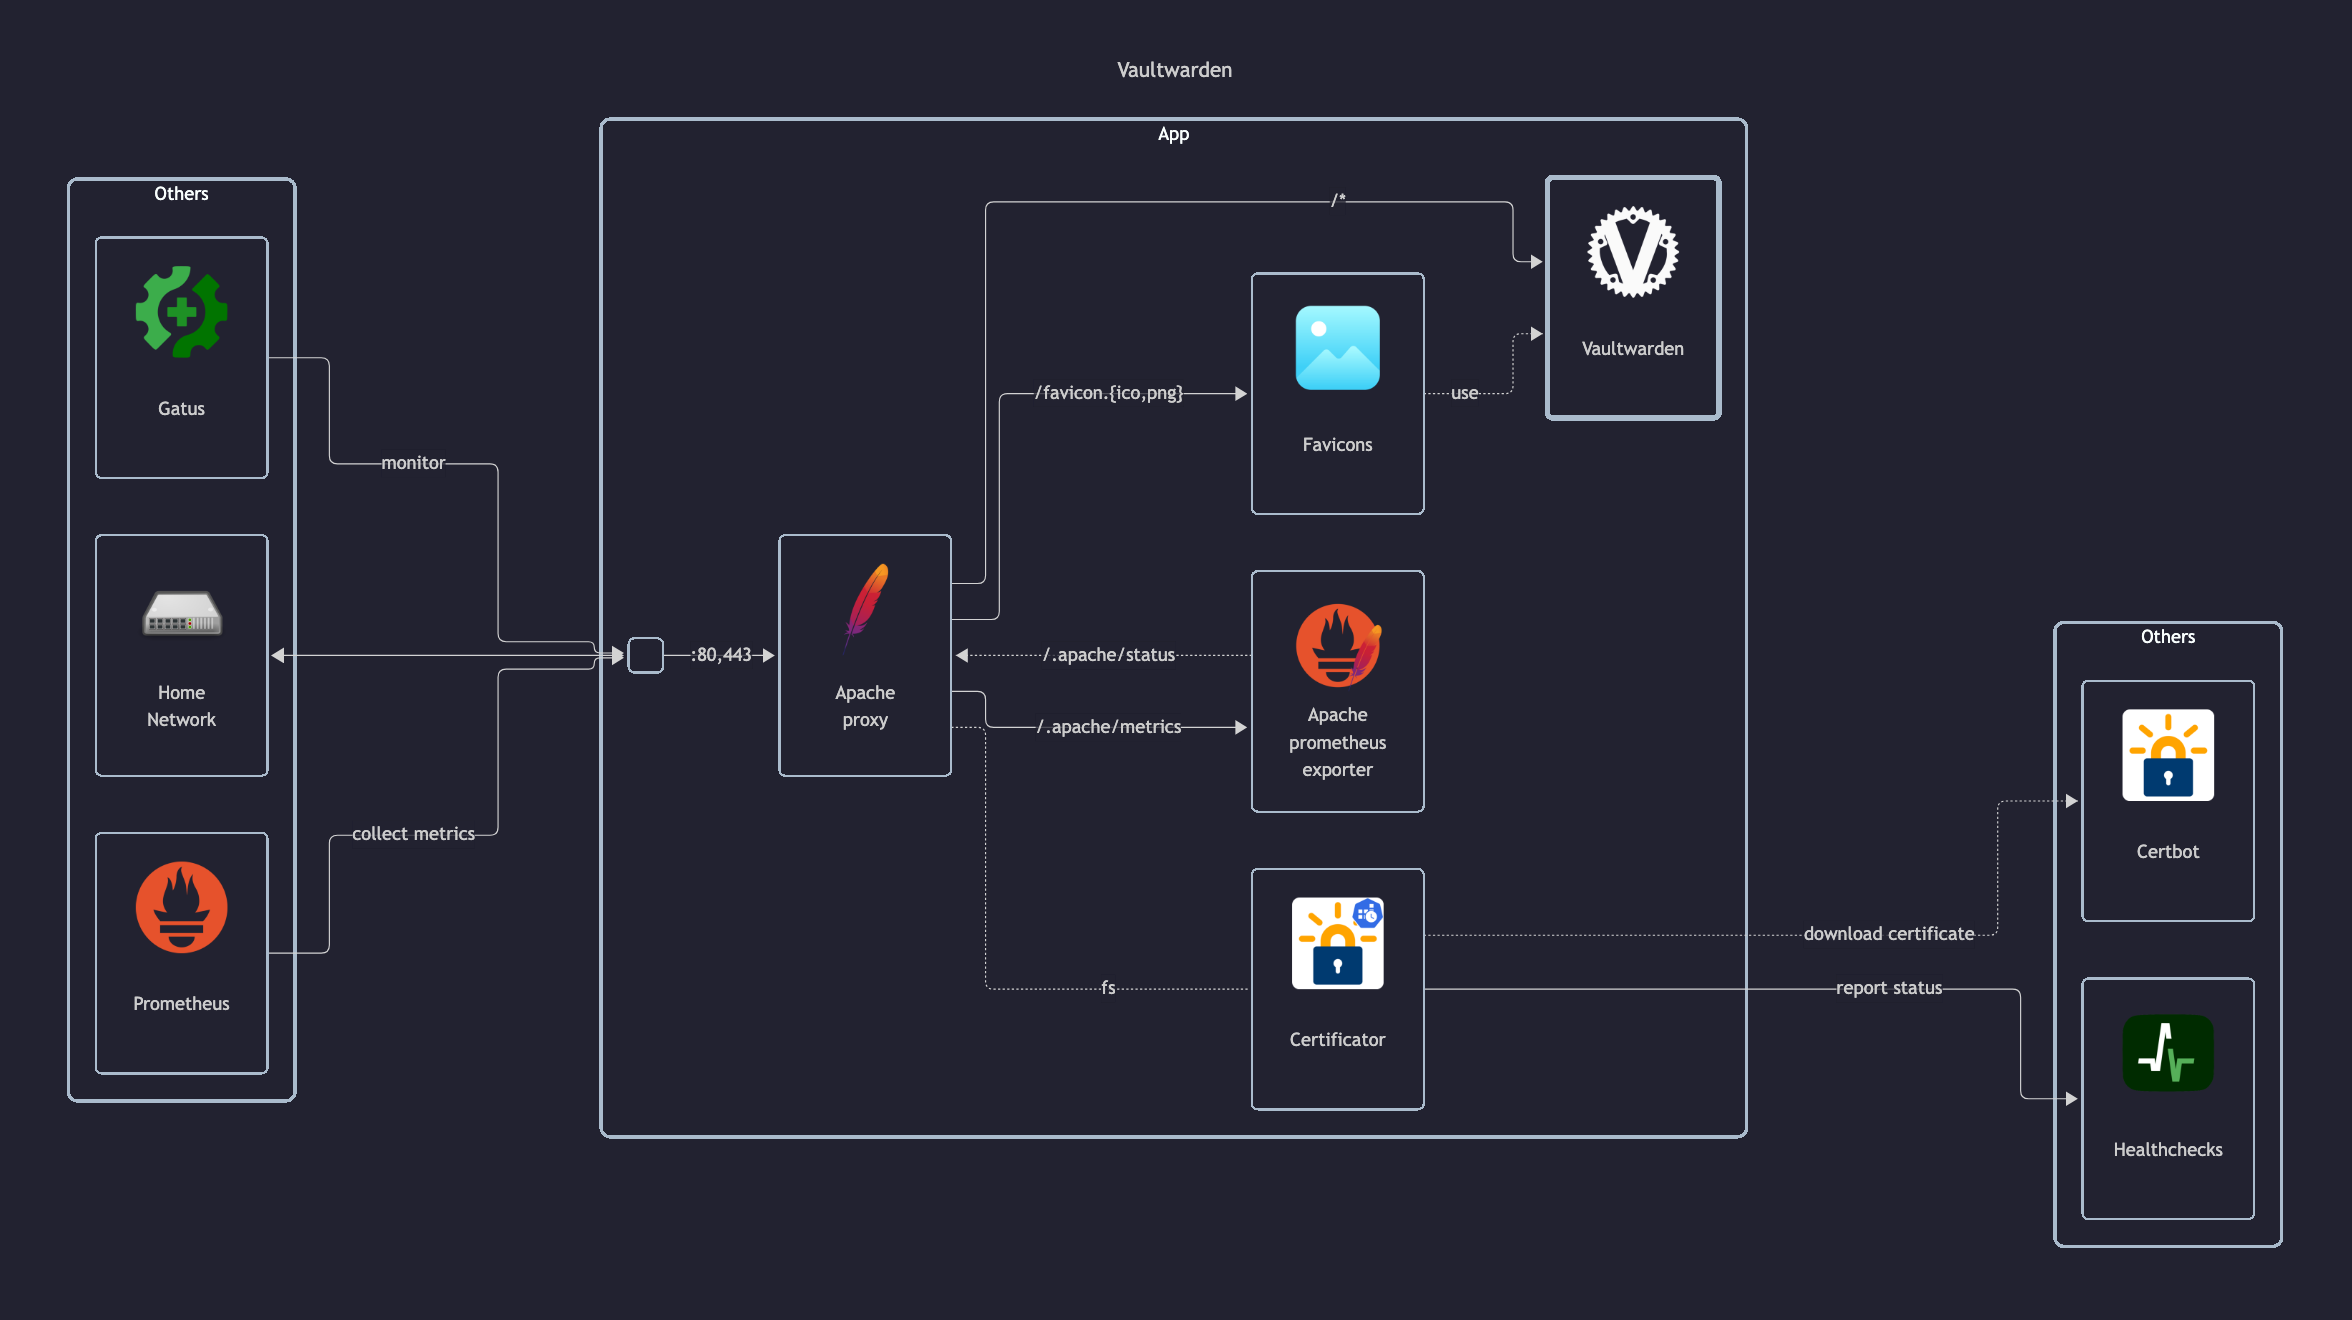 Vaultwarden
App
Others
Gatus
monitor
Home
Network
collect metrics
Prometheus
:80,443
Apache
proxy
/*
/favicon.{ico,png}
Favicons
use
Vaultwarden
/.apache/status
/.apache/metrics
Apache
prometheus
exporter
fs
Certificator
download certificate
report status
Others
Certbot
Healthchecks